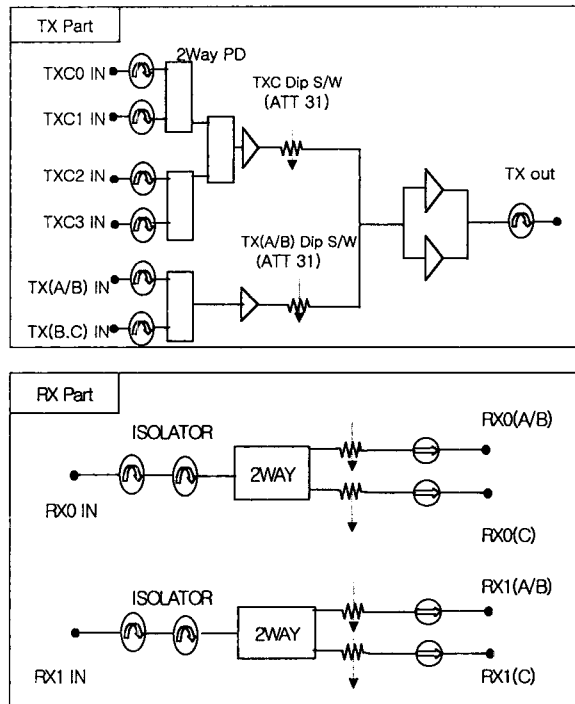 TX Part
2Way PD
TXC0 IN
TXC1 IN
TXC2 IN
TXC3 IN
TX(A/B) IN
TX(B.C) IN
TXC Dip S/W
(ATT 31)
TX(A/B) Dip S/W
(ATT 31)
TX out
RX Part
ISOLATOR
RX0 IN
2WAY
RX0(A/B)
RX0(C)
ISOLATOR
RX1 IN
2WAY
RX1(A/B)
RX1(C)